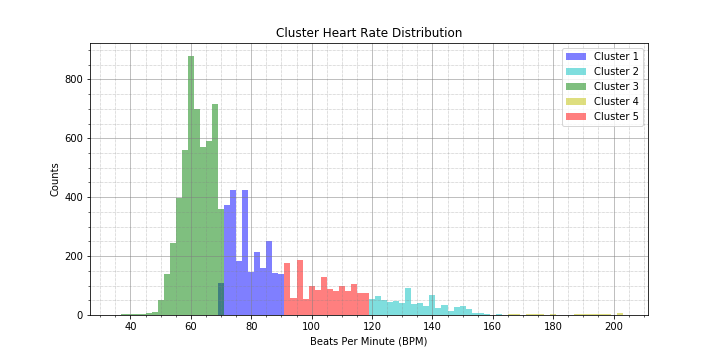 Cluster Heart Rate Distribution
Cluster 1
Cluster 2
Cluster 3
Cluster 4
Cluster 5
Counts
800
600
400
200
0
40 60 80 100 120 140 160 180 200
Beats Per Minute (BPM)